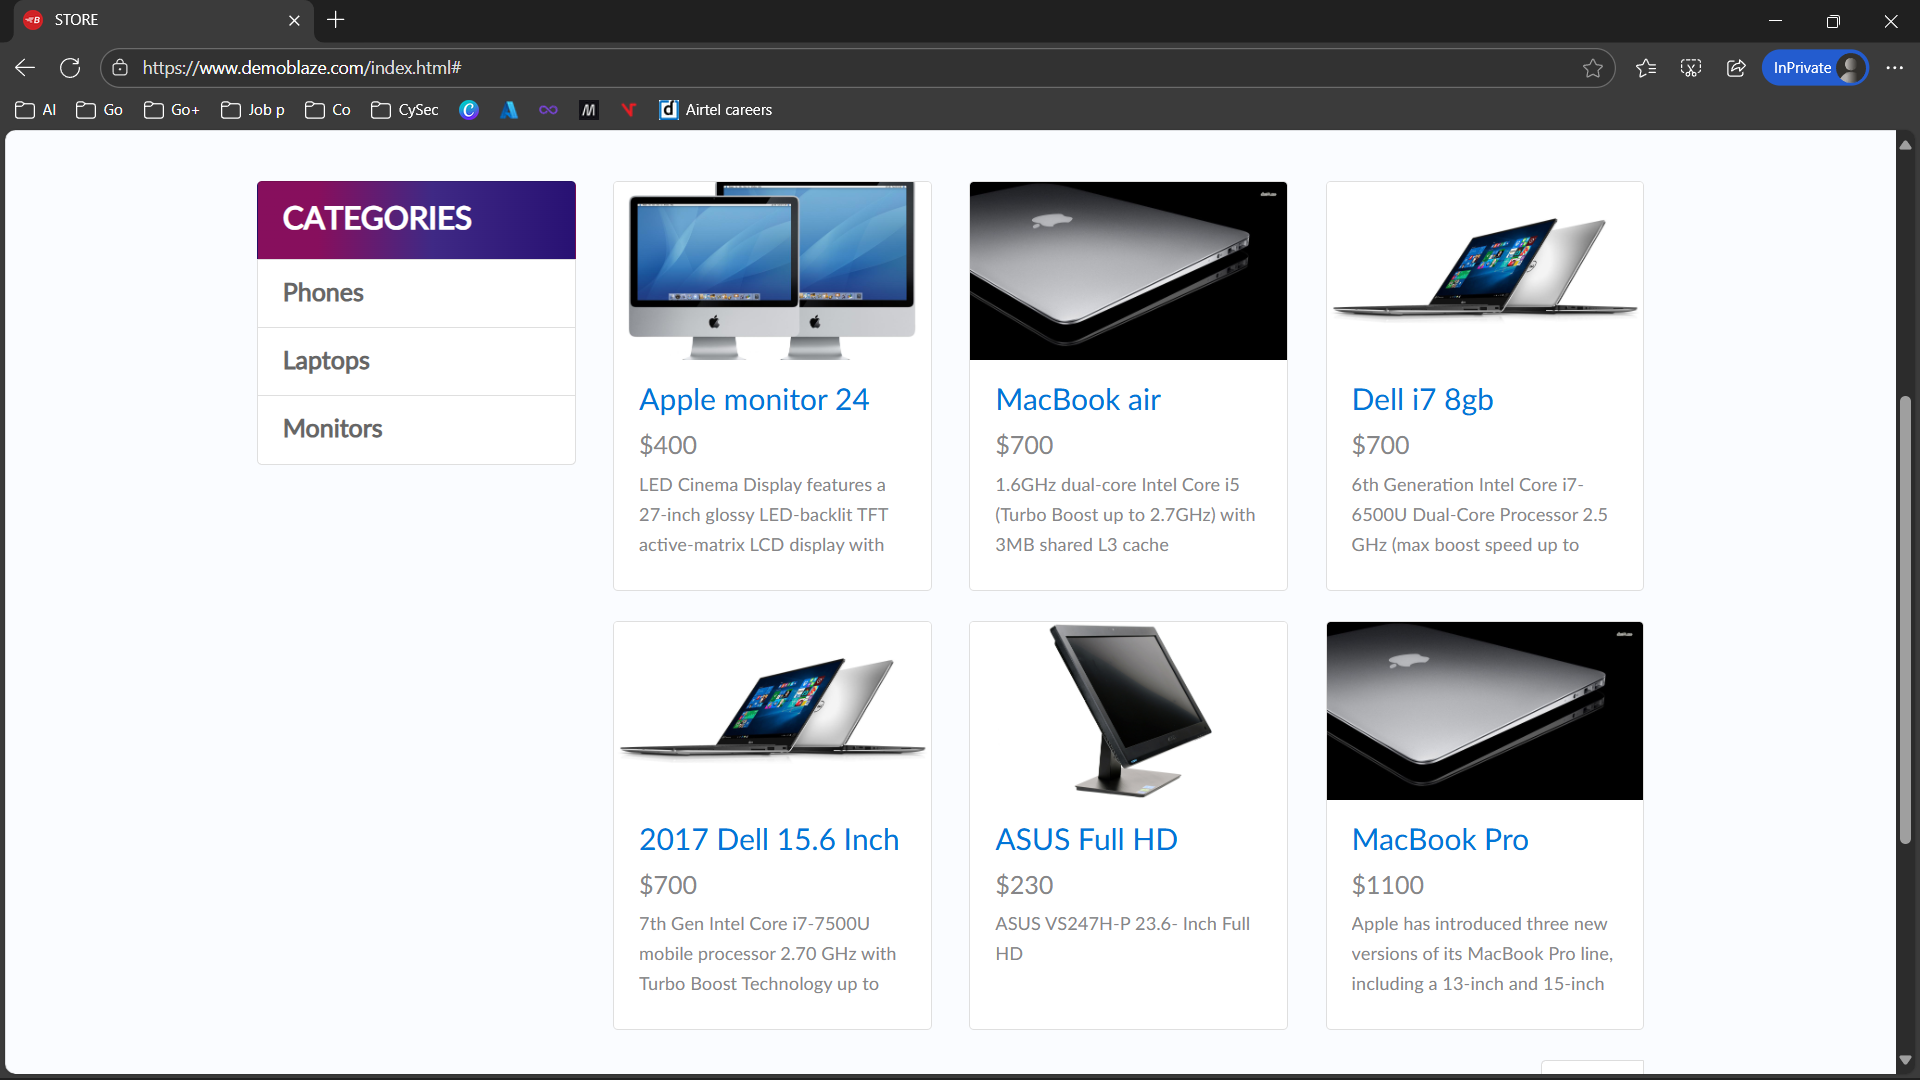 STORE
https://www.demoblaze.com/index.html#
InPrivate
AI
Go
Go+
Job p
Co
CySec
Airtel careers
CATEGORIES
Phones
Laptops
Monitors
Apple monitor 24
$400
LED Cinema Display features a
27-inch glossy LED-backlit TFT
active-matrix LCD display with
MacBook air
$700
1.6GHz dual-core Intel Core i5
(Turbo Boost up to 2.7GHz) with
3MB shared L3 cache
Dell i7 8gb
$700
6th Generation Intel Core i7-
6500U Dual-Core Processor 2.5
GHz (max boost speed up to
2017 Dell 15.6 Inch
$700
7th Gen Intel Core i7-7500U
mobile processor 2.70 GHz with
Turbo Boost Technology up to
ASUS Full HD
$230
ASUS VS247H-P 23.6- Inch Full
HD
MacBook Pro
$1100
Apple has introduced three new
versions of its MacBook Pro line,
including a 13-inch and 15-inch